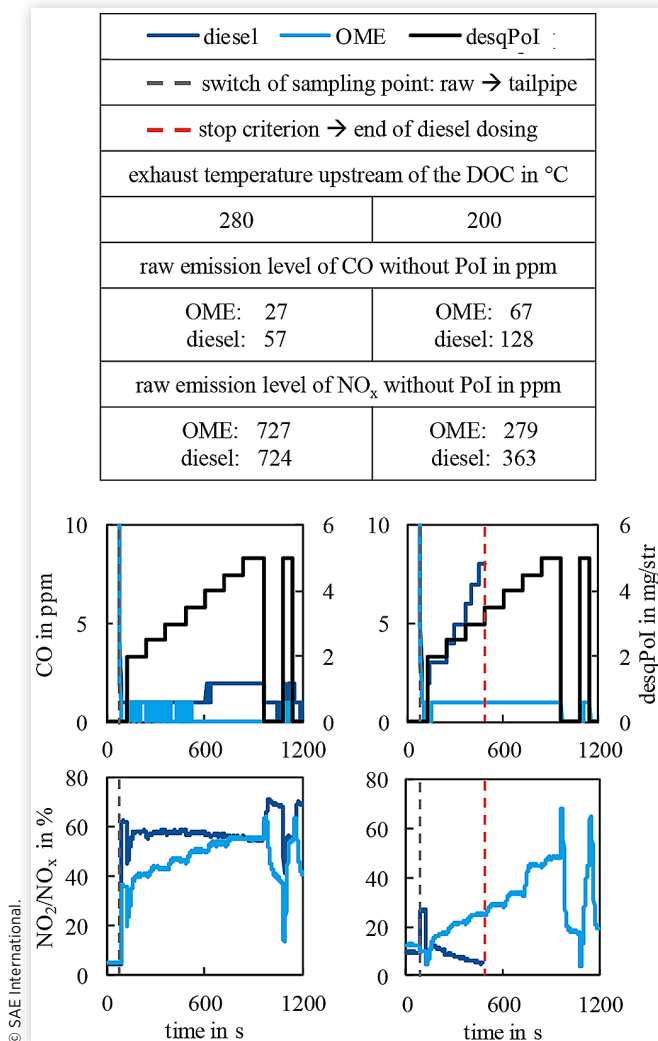 diesel OME desqPoI
switch of sampling point: raw → tailpipe
stop criterion → end of diesel dosing
exhaust temperature upstream of the DOC in °C
280 200
raw emission level of CO without PoI in ppm
OME: 27 OME: 67
diesel: 57 diesel: 128
raw emission level of NOx without PoI in ppm
OME: 727 OME: 279
diesel: 724 diesel: 363
CO in ppm
10
5
0
6
4
2
0
0 600 1200
10
5
0
6
4
2
0
0 600 1200
desqPoI in mg/str
NO2/NOx in %
80
60
40
20
0
0 600 1200
time in s
80
60
40
20
0
0 600 1200
time in s
© SAE International.